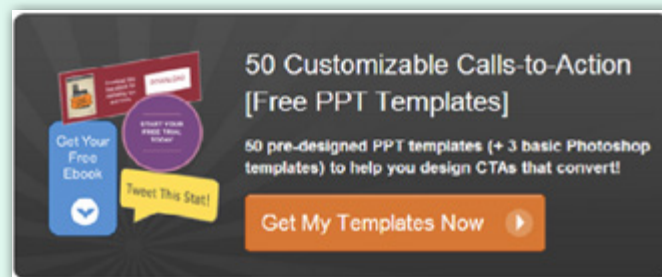 50 Customizable Calls-to-Action
[Free PPT Templates]
50 pre-designed PPT templates (+ 3 basic Photoshop
templates) to help you design CTAs that convert!
Get My Templates Now
DOWNLOAD
START YOUR
FREE TRIAL
Get Your
Free
Ebook
Tweet This Stat!